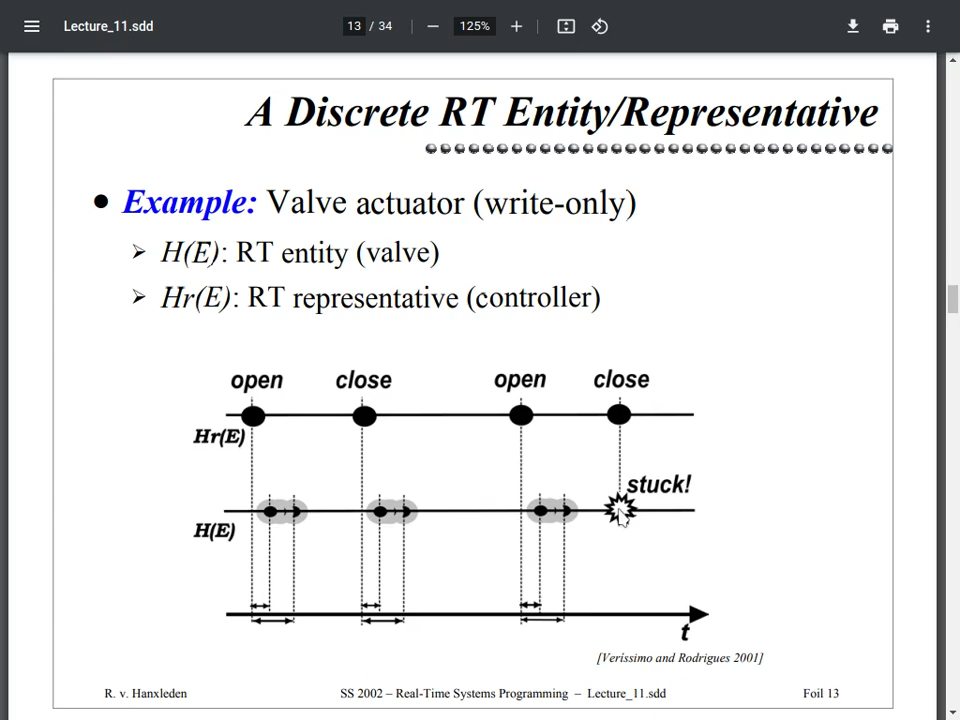 Lecture_11.sdd
13 / 34
125%
A Discrete RT Entity/Representative
Example: Valve actuator (write-only)
H(E): RT entity (valve)
Hr(E): RT representative (controller)
open close open close
Hr(E)
stuck!
H(E)
t
[Veríssimo and Rodrigues 2001]
R. v. Hanxleden SS 2002 – Real-Time Systems Programming – Lecture_11.sdd Foil 13